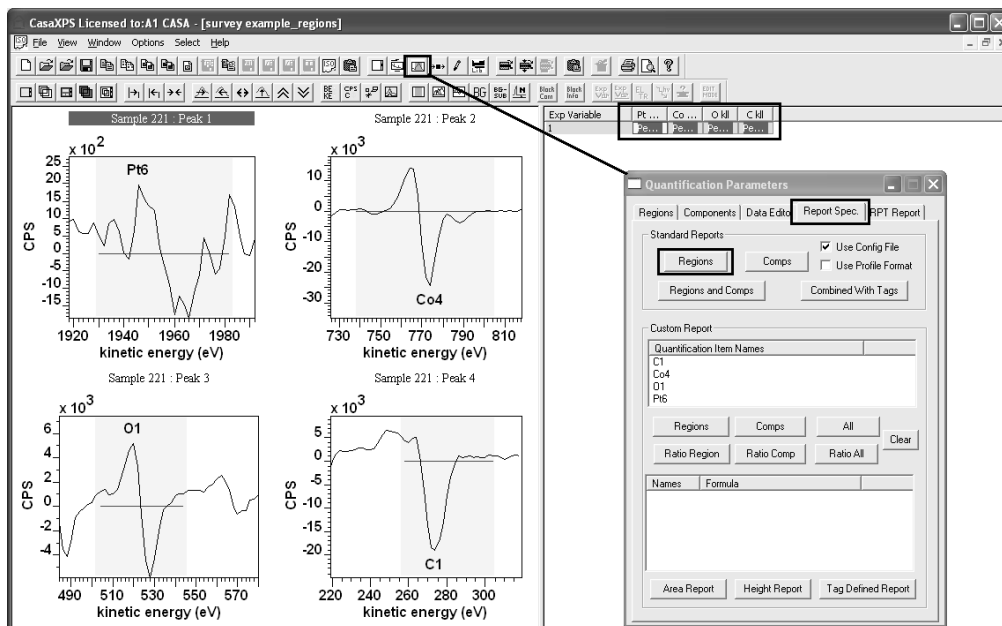 CasaXPS Licensed to:A1 CASA - [survey example_regions]
File View Window Options Select Help
Sample 221 : Peak 1
x 10²
Pt6
25
20
15
10
5
0
-5
-10
-15
CPS
1920 1940 1960 1980
kinetic energy (eV)
Sample 221 : Peak 2
x 10³
10
0
-10
-20
-30
CPS
Co4
730 750 770 790 810
kinetic energy (eV)
Sample 221 : Peak 3
x 10³
O1
6
4
2
0
-2
-4
CPS
490 510 530 550 570
kinetic energy (eV)
Sample 221 : Peak 4
x 10³
5
0
-5
-10
-15
-20
CPS
C1
220 240 260 280 300
kinetic energy (eV)
Exp Variable Pt ... Co ... O kll C kll
1 Pe... Pe... Pe... Pe...
Quantification Parameters
Regions Components Data Edito Report Spec. RPT Report
Standard Reports
Regions Comps Use Config File
Use Profile Format
Regions and Comps Combined With Tags
Custom Report
Quantification Item Names
C1
Co4
O1
Pt6
Regions Comps All
Clear
Ratio Region Ratio Comp Ratio All
Names Formula
Area Report Height Report Tag Defined Report